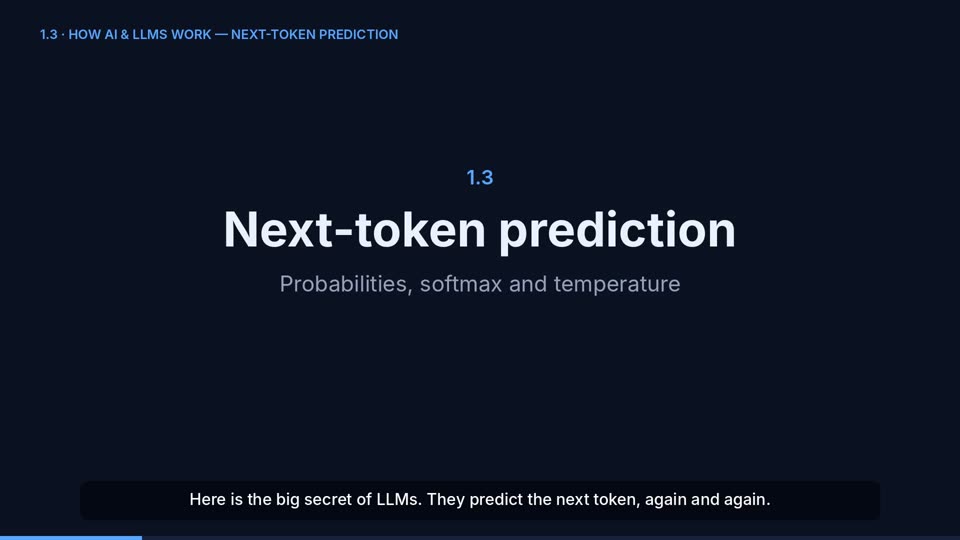 1.3 · HOW AI & LLMS WORK — NEXT-TOKEN PREDICTION
1.3
Next-token prediction
Probabilities, softmax and temperature
Here is the big secret of LLMs. They predict the next token, again and again.